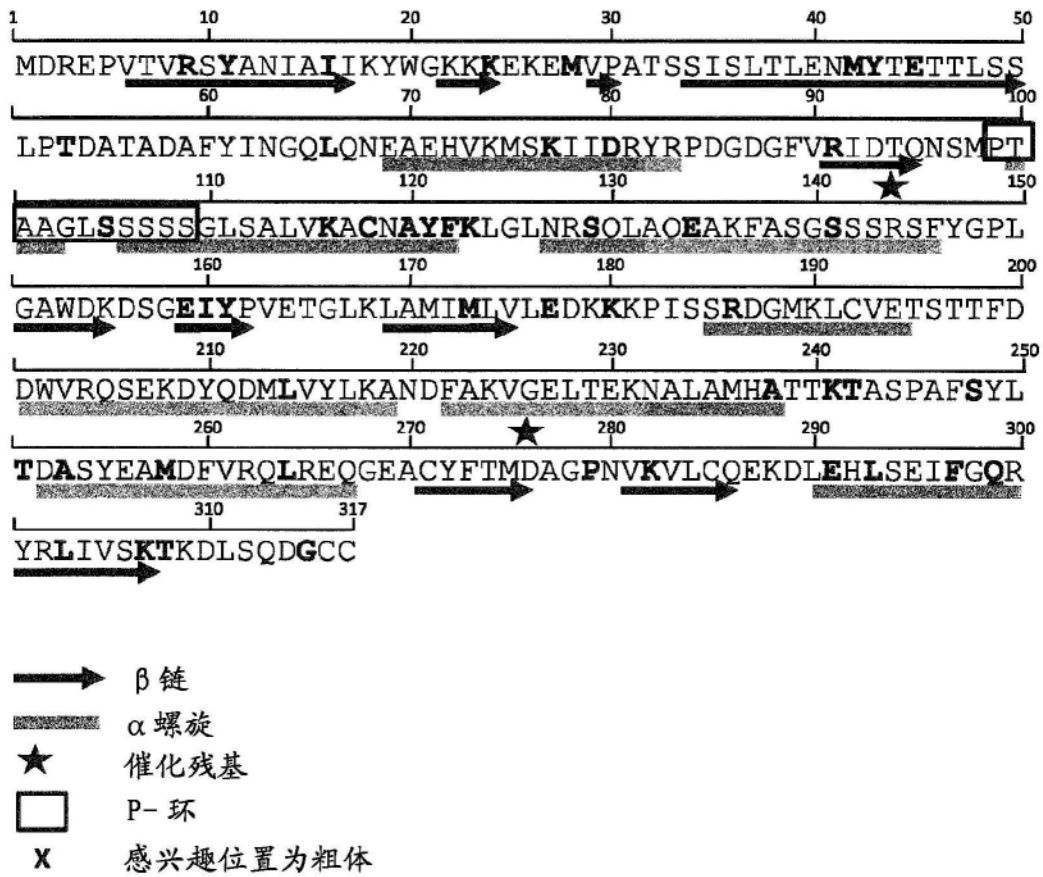 1 10 20 30 40 50
MDREPVTVRSYANIAIIKYWGKKKEKEMVPATSSISLTLENMYTETTLSS
60 70 80 90 100
LPTDATADAFYINGQLQNEAEHVKMSKIIDRYRPDGDGFVRIDTQNSMPT
110 120 130 140 150
AAGLSSSSSGLSALVKACNAYFKLGLNRSQLAQEAKFASGSSSRSFYGPL
160 170 180 190 200
GAWDKDSGEIYPVETGLKLAMIMLVLEDKKKPISSRDGMKLCVETSTTFD
210 220 230 240 250
DWVRQSEKDYQDMLVYLKANDFAKVGELTEKNALAMHATTKTASPAFSYL
260 270 280 290 300
TDASYEAMDFVRQLREQGEACYFTMDAGPNVKVLCQEKDLEHLSEIFGQR
310 317
YRLIVSKTKDLSQDGCC
β链
α螺旋
催化残基
P-环
X 感兴趣位置为粗体